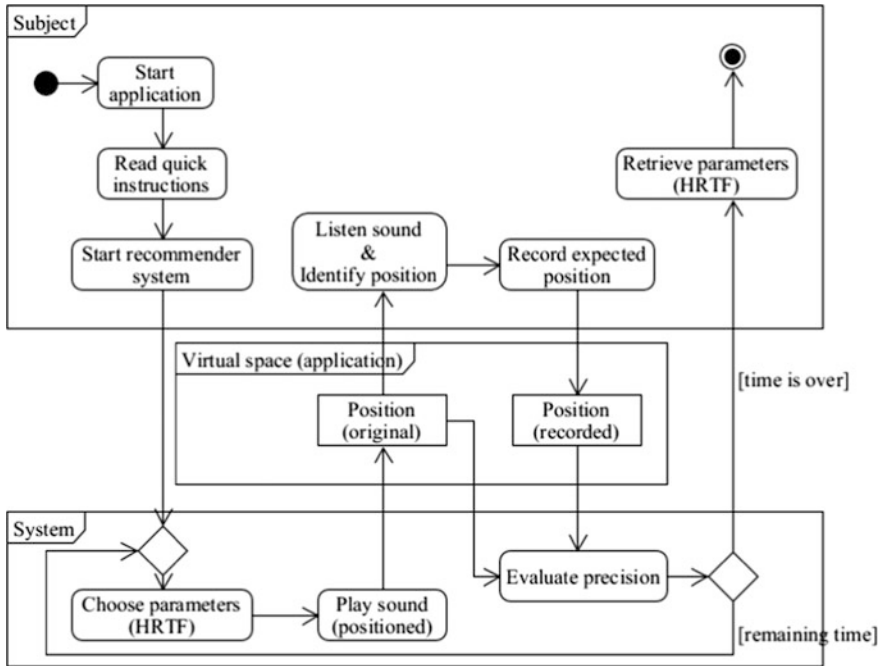 Subject
Start
application
Read quick
instructions
Start recommender
system
Listen sound
&
Identify position
Record expected
position
Retrieve parameters
(HRTF)
Virtual space (application)
Position
(original)
Position
(recorded)
[time is over]
System
Choose parameters
(HRTF)
Play sound
(positioned)
Evaluate precision
[remaining time]